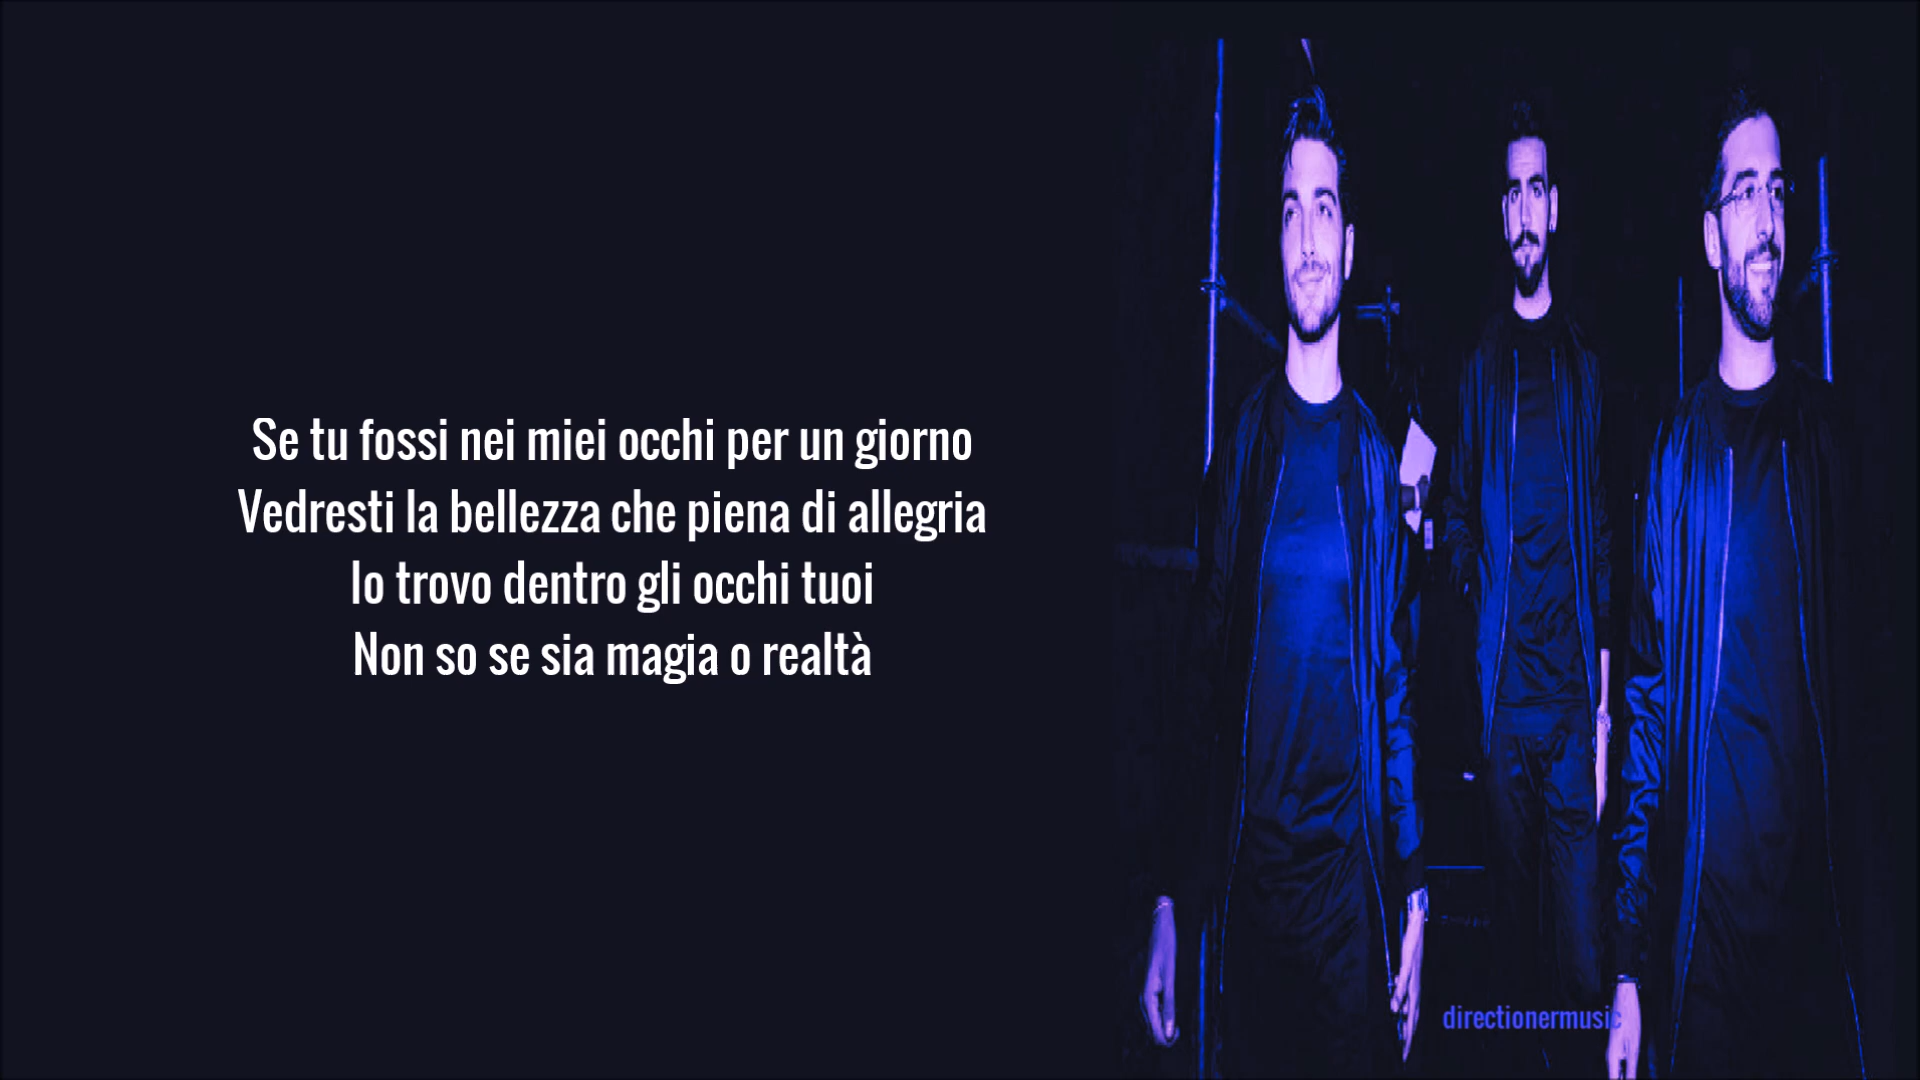 Se tu fossi nei miei occhi per un giorno
Vedresti la bellezza che piena di allegria
Io trovo dentro gli occhi tuoi
Non so se sia magia o realtà
directionermusic